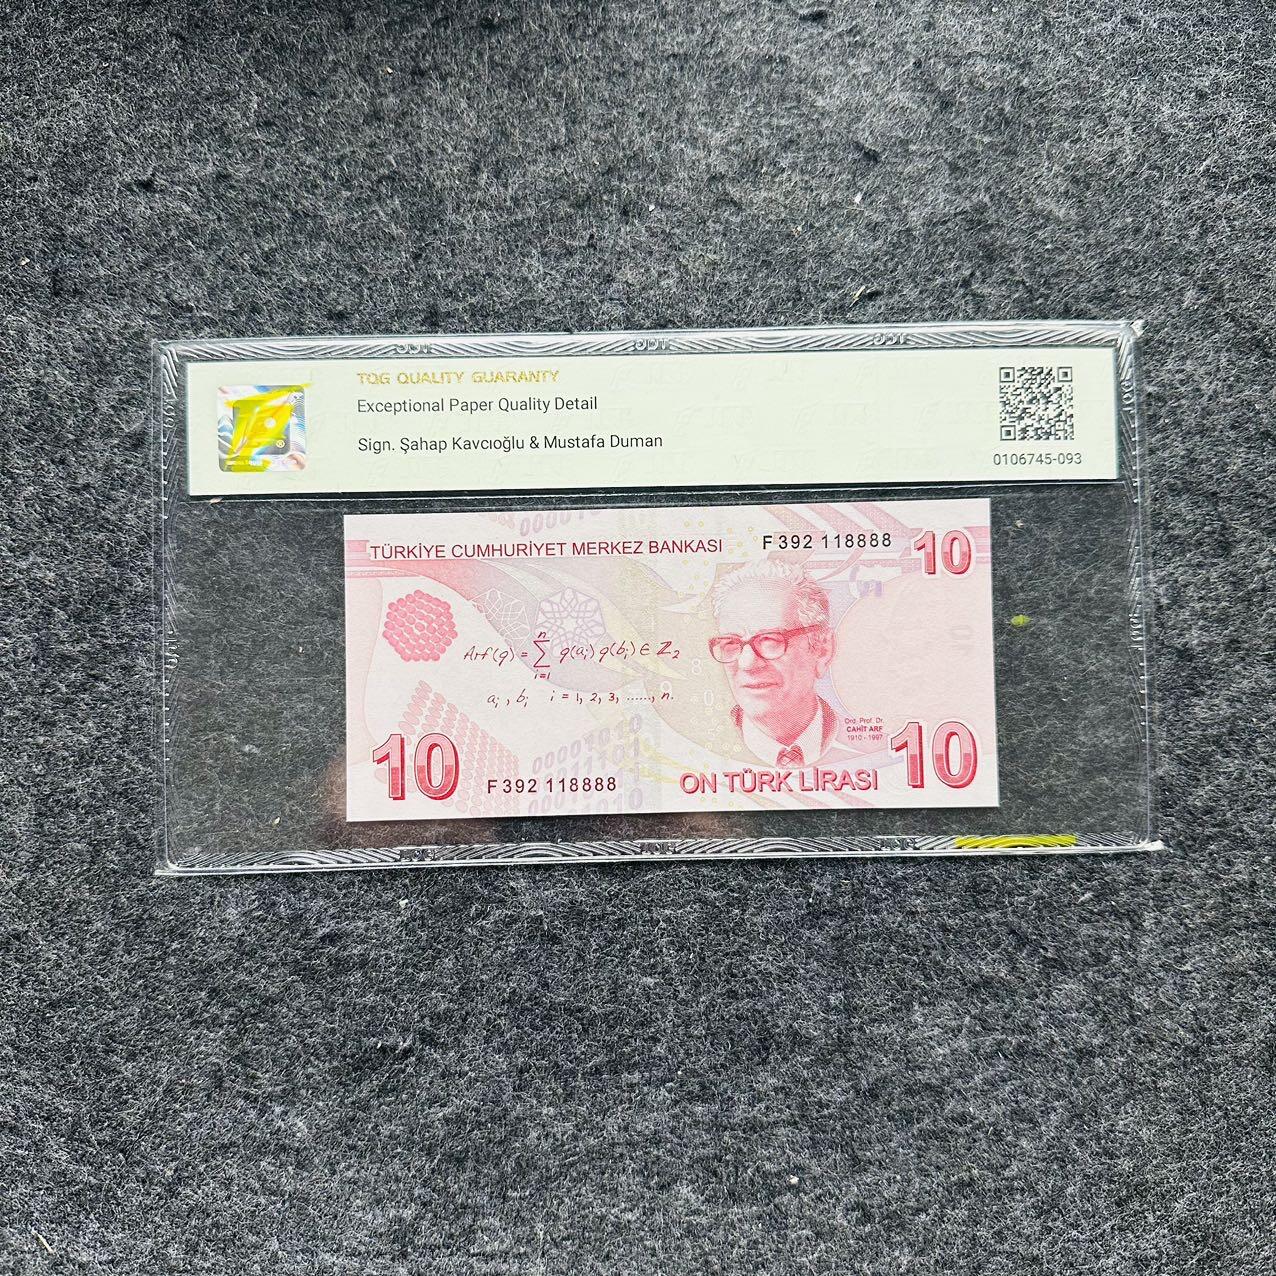 TQG QUALITY GUARANTY
Exceptional Paper Quality Detail
Sign. Şahap Kavcıoğlu & Mustafa Duman
0106745-093
TÜRKİYE CUMHURİYET MERKEZ BANKASI
F392 118888
10
Arf(q) = n∑i=1 q(ai) q(bi) ∈ ℤ2
ai, bi i = 1, 2, 3, ......, n.
Ord. Prof. Dr.
CAHİT ARF
1910 - 1997
10
F392 118888
ON TÜRK LİRASI
10